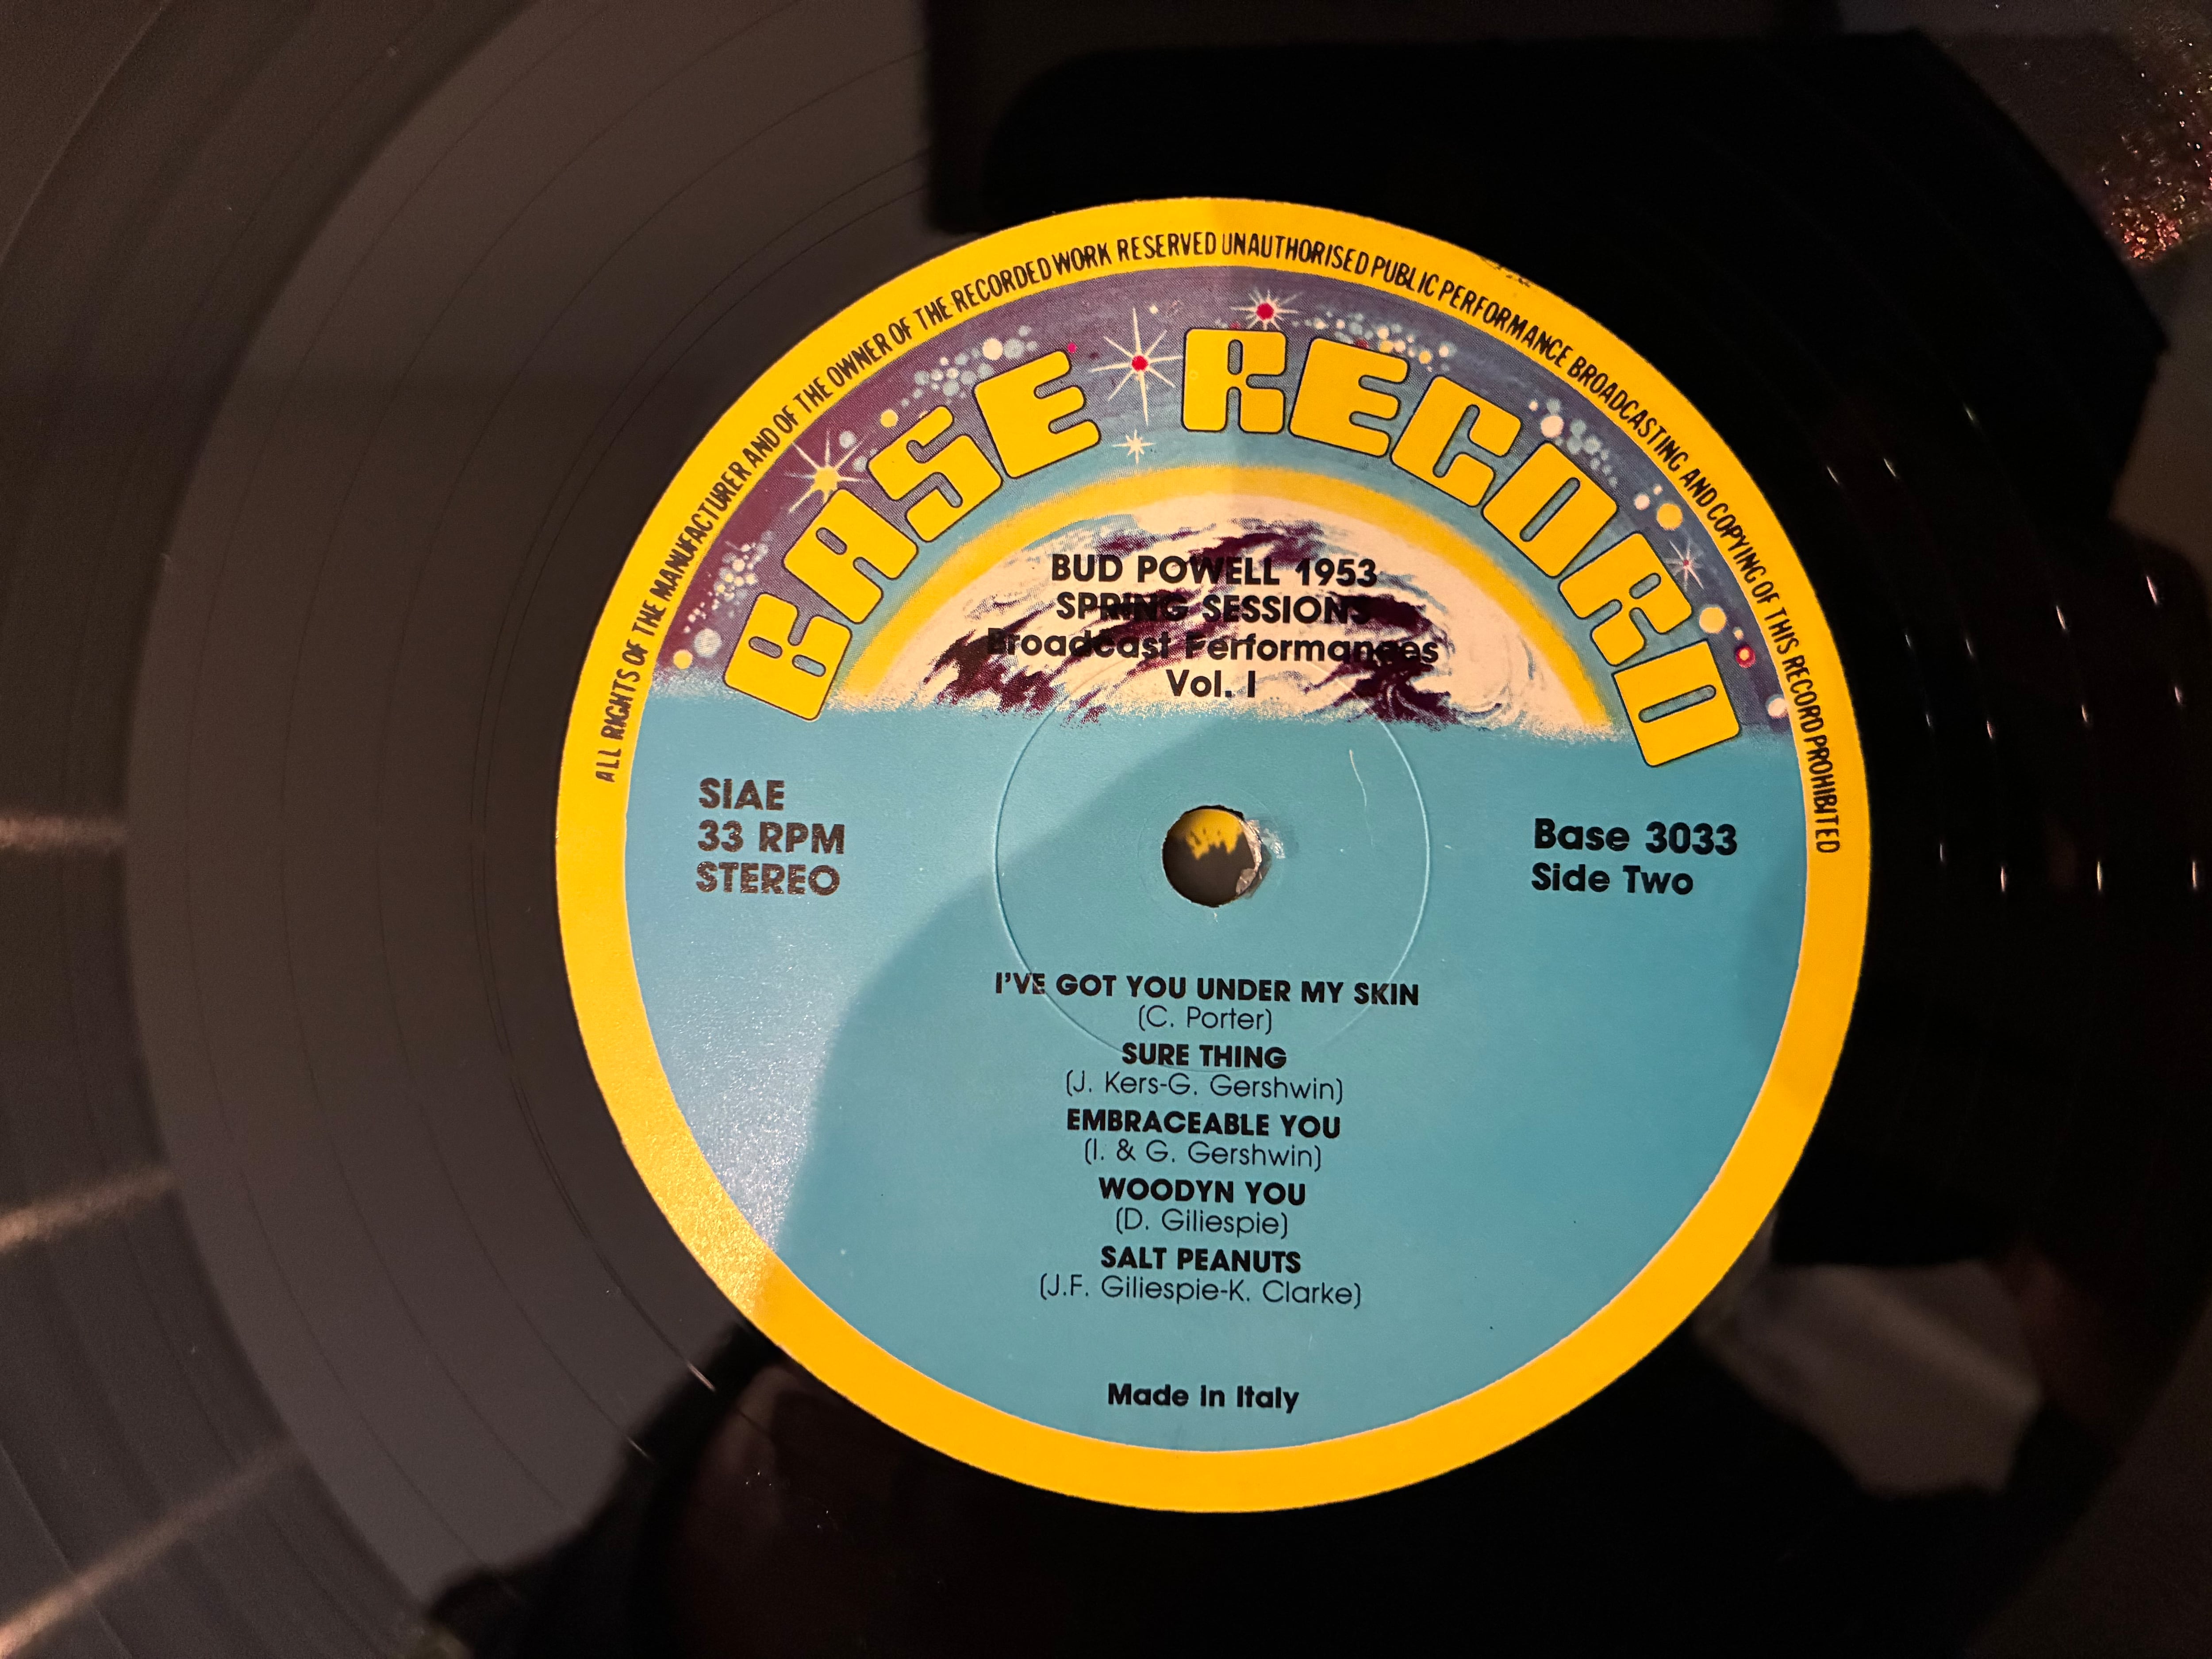 ALL RIGHTS OF THE MANUFACTURER AND OF THE OWNER OF THE RECORDED WORK RESERVED UNAUTHORISED PUBLIC PERFORMANCE BROADCASTING AND COPYING OF THIS RECORD PROHIBITED
BASE RECORD
BUD POWELL 1953
SPRING SESSIONS
Broadcast Performances
Vol. I
SIAE
33 RPM
STEREO
Base 3033
Side Two
I'VE GOT YOU UNDER MY SKIN
(C. Porter)
SURE THING
(J. Kers-G. Gershwin)
EMBRACEABLE YOU
(I. & G. Gershwin)
WOODYN YOU
(D. Giliespie)
SALT PEANUTS
(J.F. Giliespie-K. Clarke)
Made in Italy